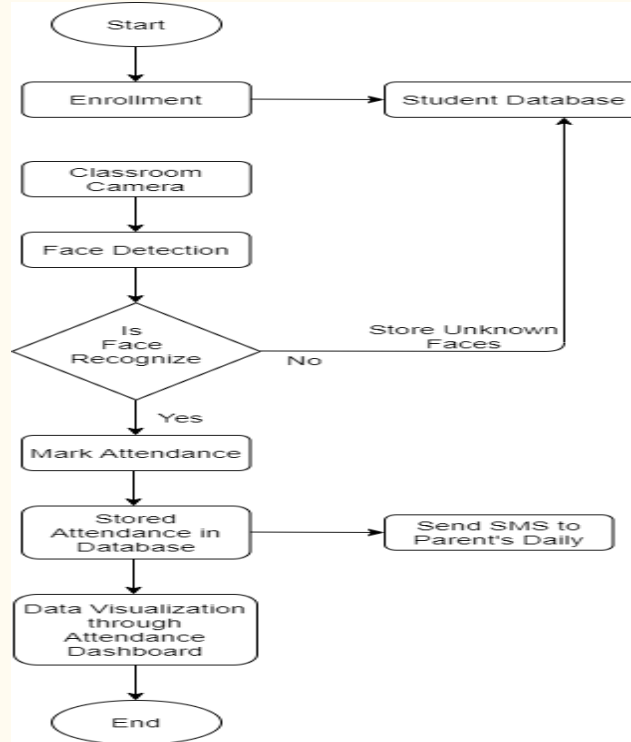 Start
Enrollment
Student Database
Classroom
Camera
Face Detection
Is
Face
Recognize
Store Unknown
Faces
No
Yes
Mark Attendance
Stored
Attendance in
Database
Send SMS to
Parent's Daily
Data Visualization
through
Attendance
Dashboard
End